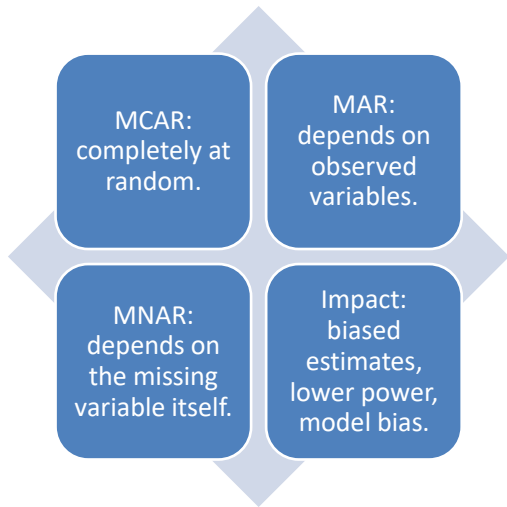 MCAR:
completely at
random.
MAR:
depends on
observed
variables.
MNAR:
depends on
the missing
variable itself.
Impact:
biased
estimates,
lower power,
model bias.